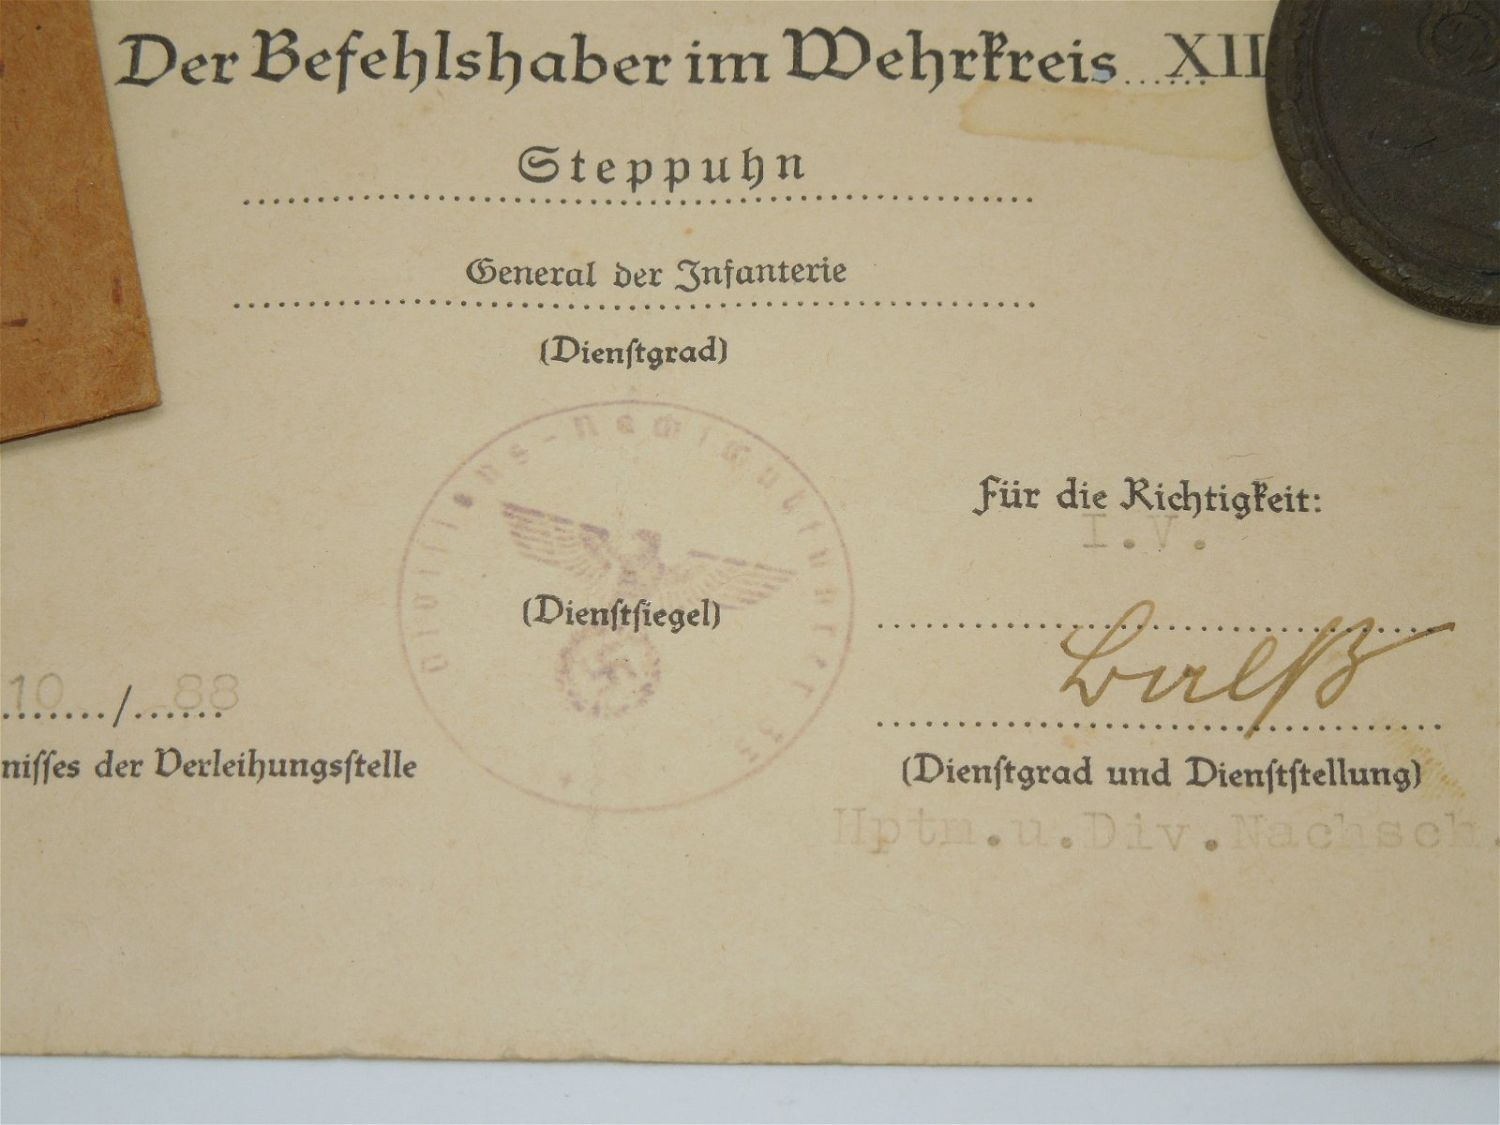 Der Befehlshaber im Wehrkreis XII
Steppuhn
General der Infanterie
(Dienſtgrad)
Für die Richtigkeit:
I.V.
(Dienſtſiegel)
10 / 88
niſſes der Verleihungsſtelle
(Dienſtgrad und Dienſtſtellung)
Hptm.u.Div.Nachsch.